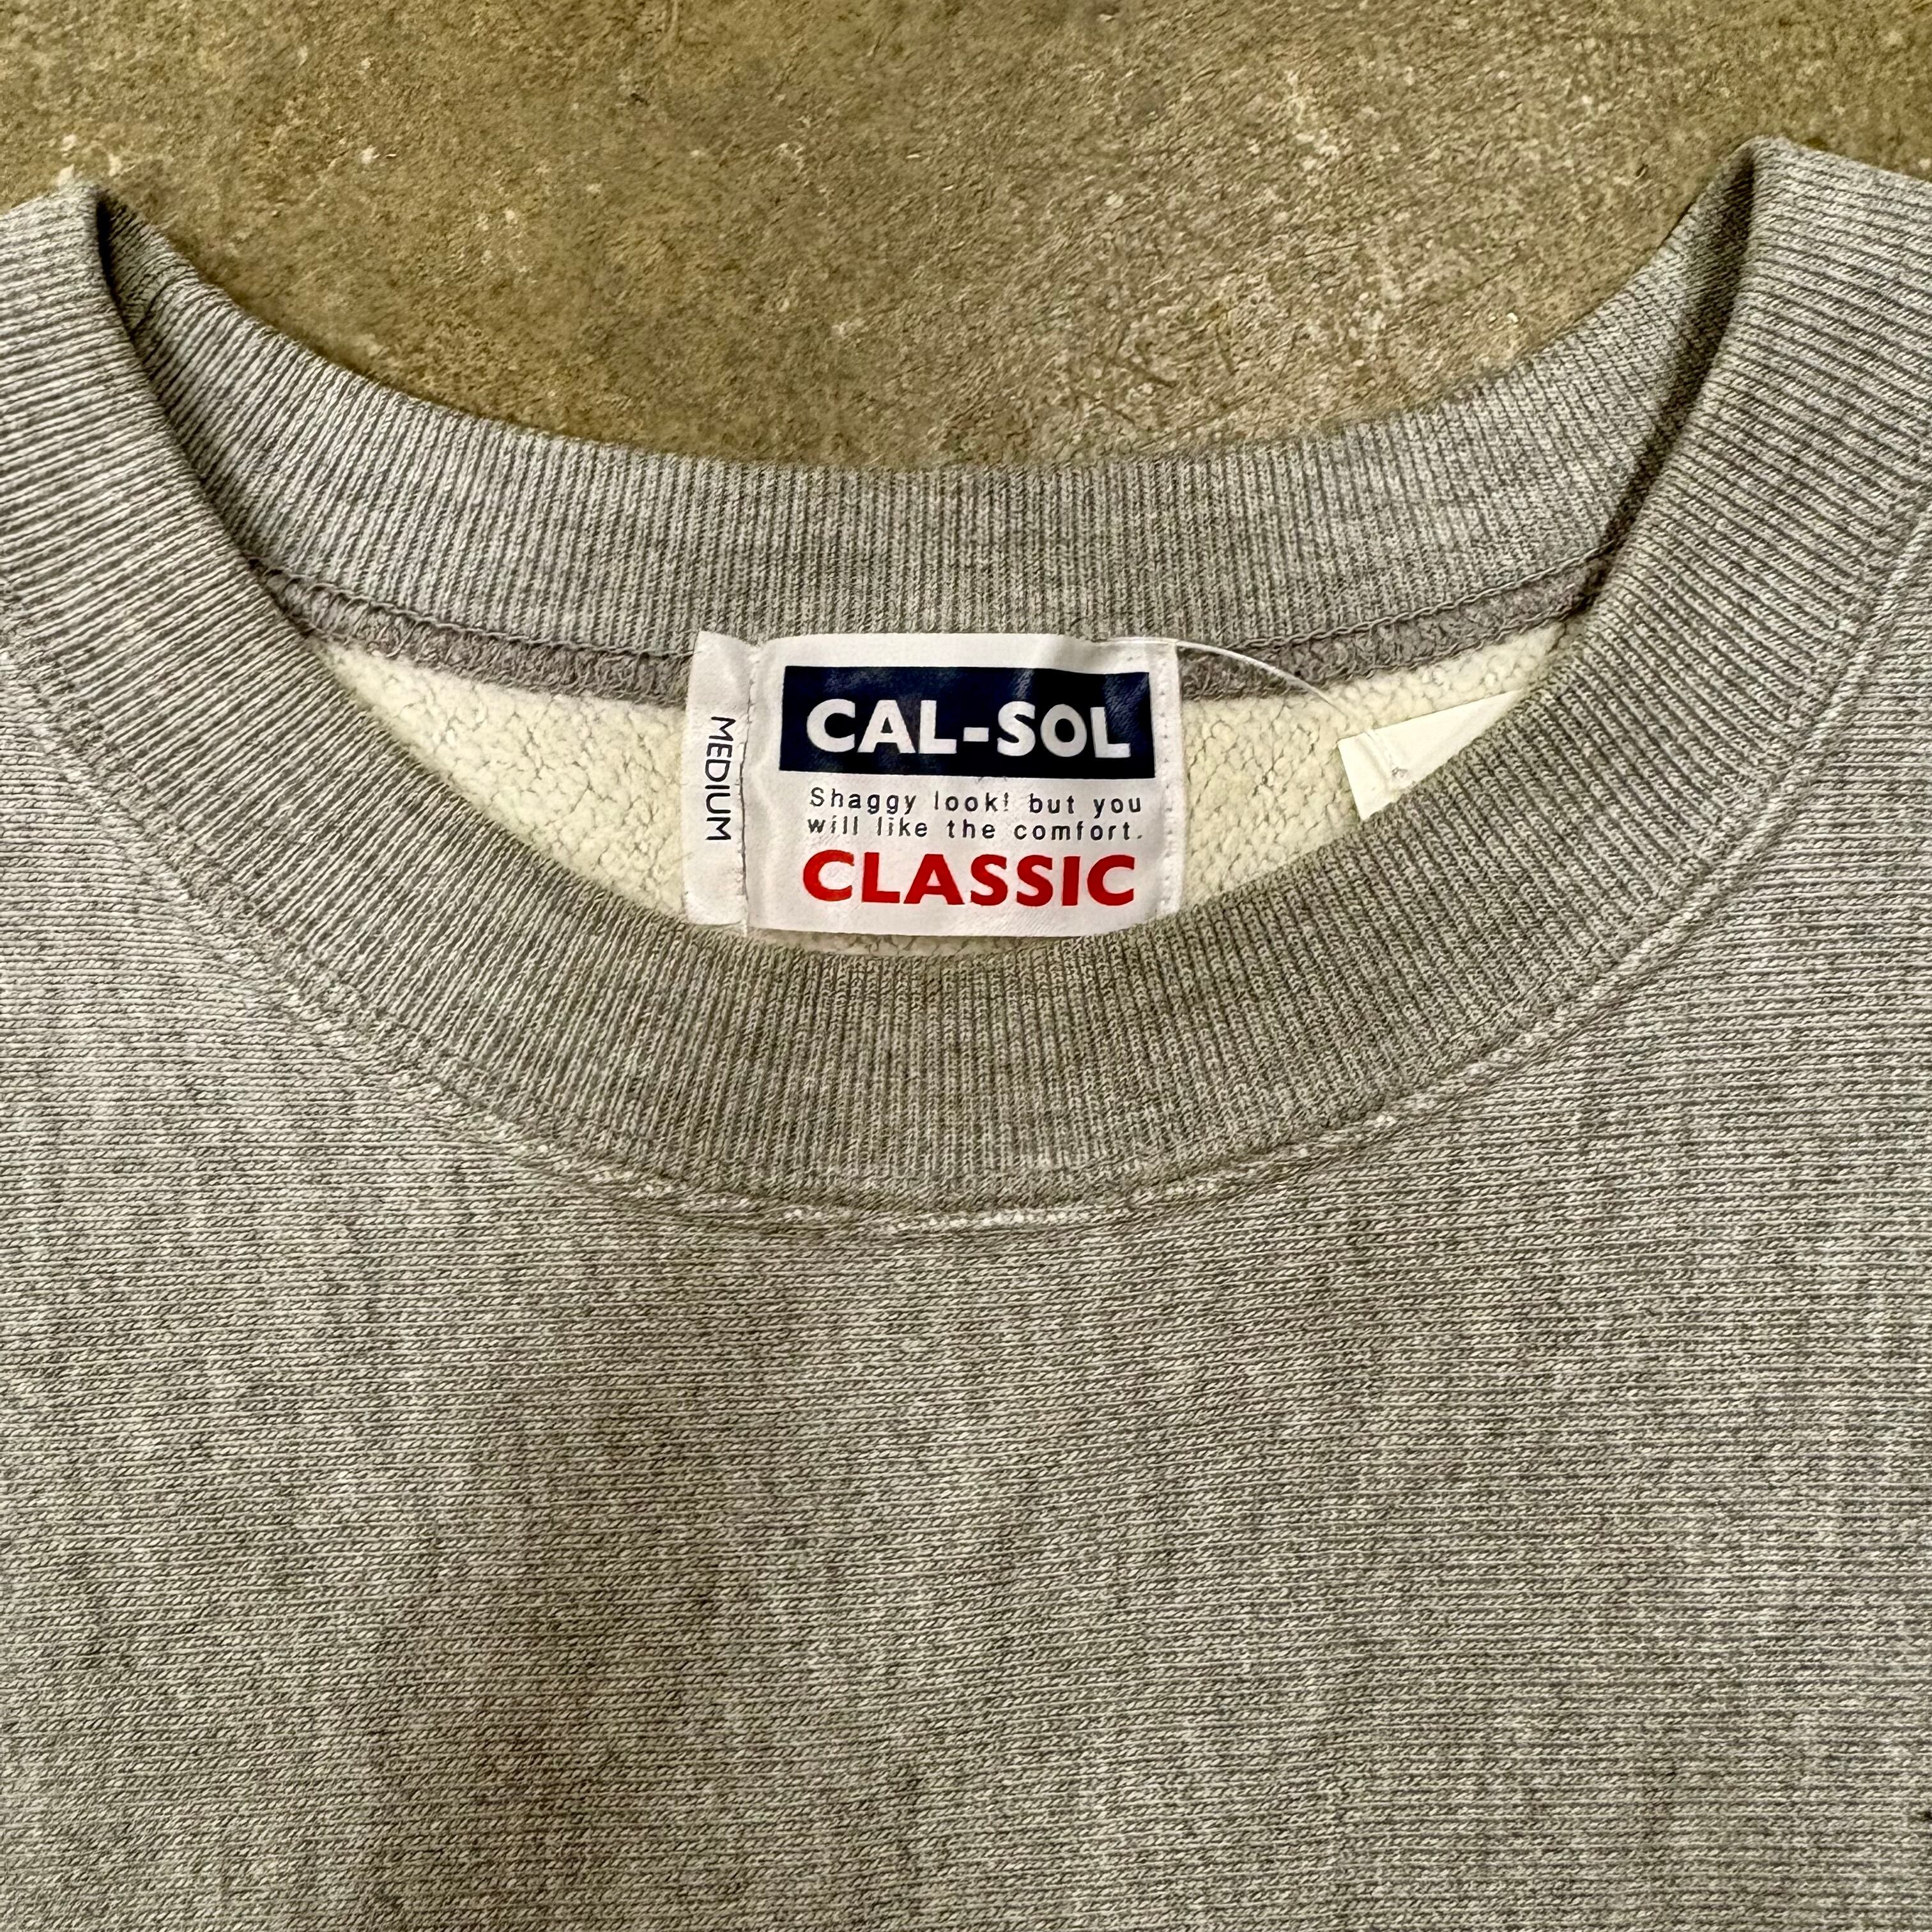 CAL-SOL
Shaggy look! but you
will like the comfort.
CLASSIC
MEDIUM